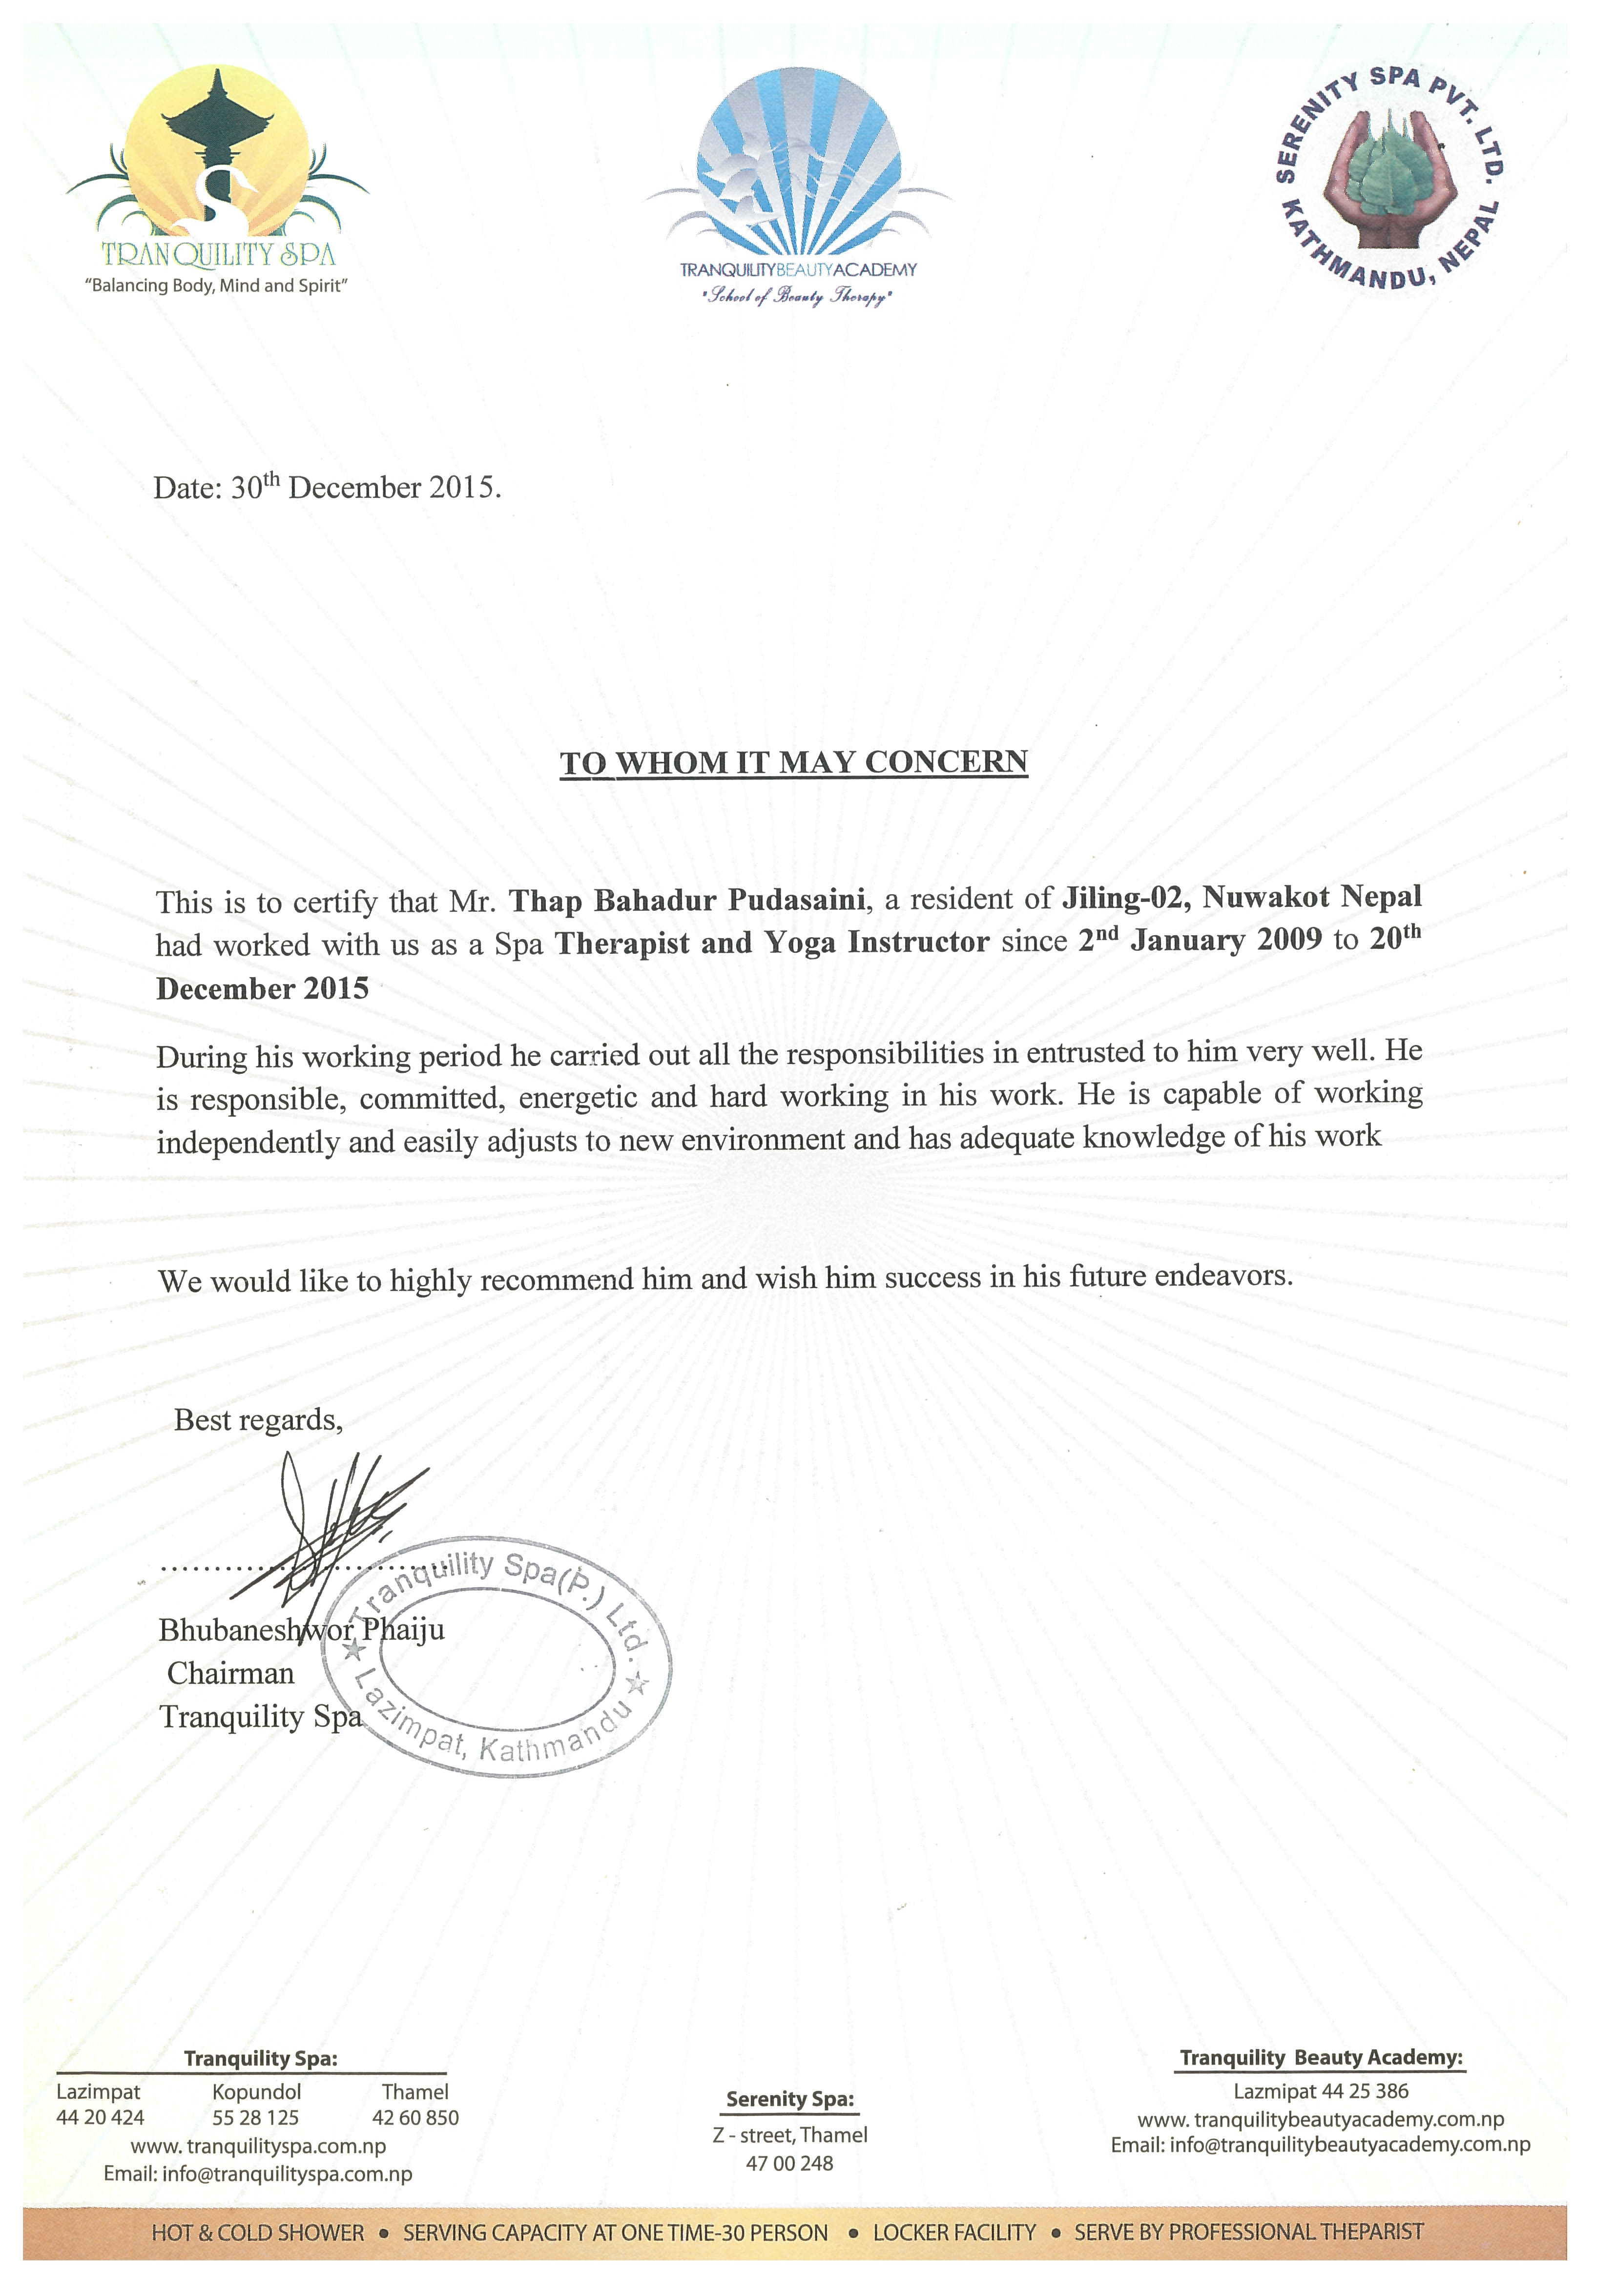 TRANQUILITY SPA
"Balancing Body, Mind and Spirit"
TRANQUILITYBEAUTYACADEMY
"School of Beauty Therapy"
SERENITY SPA PVT. LTD.
KATHMANDU, NEPAL
Date: 30th December 2015.
TO WHOM IT MAY CONCERN
This is to certify that Mr. Thap Bahadur Pudasaini, a resident of Jiling-02, Nuwakot Nepal
had worked with us as a Spa Therapist and Yoga Instructor since 2nd January 2009 to 20th
December 2015
During his working period he carried out all the responsibilities in entrusted to him very well. He
is responsible, committed, energetic and hard working in his work. He is capable of working
independently and easily adjusts to new environment and has adequate knowledge of his work
We would like to highly recommend him and wish him success in his future endeavors.
Best regards,
Bhubaneshwor Phaiju
Chairman
Tranquility Spa
Tranquility Spa(P.) Ltd.
Lazimpat, Kathmandu
Tranquility Spa:
Lazimpat Kopundol Thamel
44 20 424 55 28 125 42 60 850
www. tranquilityspa.com.np
Email: info@tranquilityspa.com.np
Serenity Spa:
Z - street, Thamel
47 00 248
Tranquility Beauty Academy:
Lazmipat 44 25 386
www. tranquilitybeautyacademy.com.np
Email: info@tranquilitybeautyacademy.com.np
HOT & COLD SHOWER ● SERVING CAPACITY AT ONE TIME-30 PERSON ● LOCKER FACILITY ● SERVE BY PROFESSIONAL THEPARIST